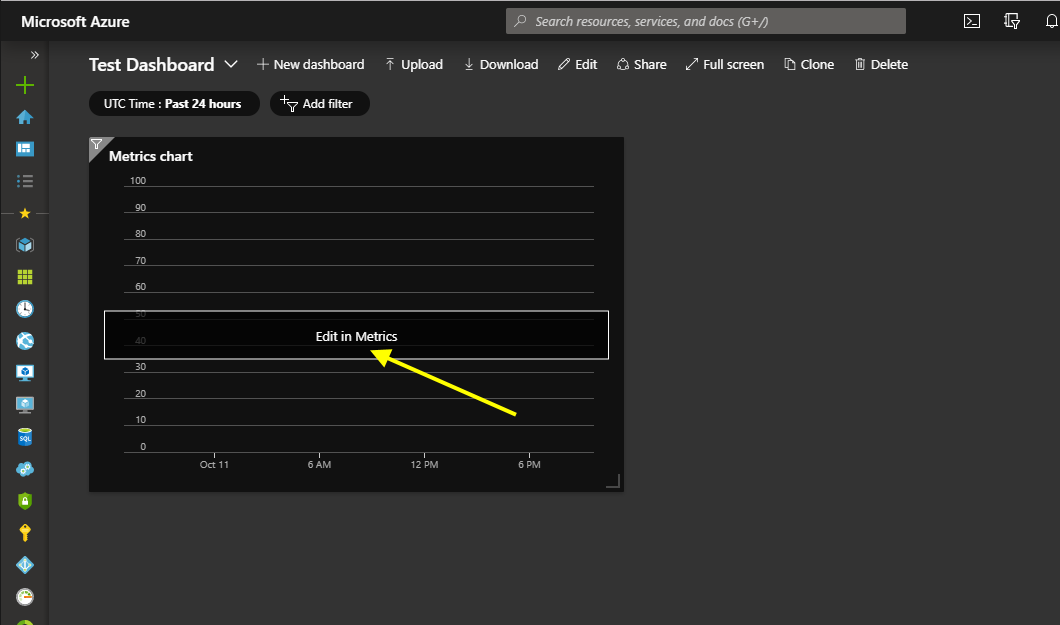 Microsoft Azure
Search resources, services, and docs (G+/)
»
Test Dashboard
New dashboard
Upload
Download
Edit
Share
Full screen
Clone
Delete
UTC Time : Past 24 hours
Add filter
Metrics chart
100
90
80
70
60
50
Edit in Metrics
40
30
20
10
0
Oct 11
6 AM
12 PM
6 PM
SQL